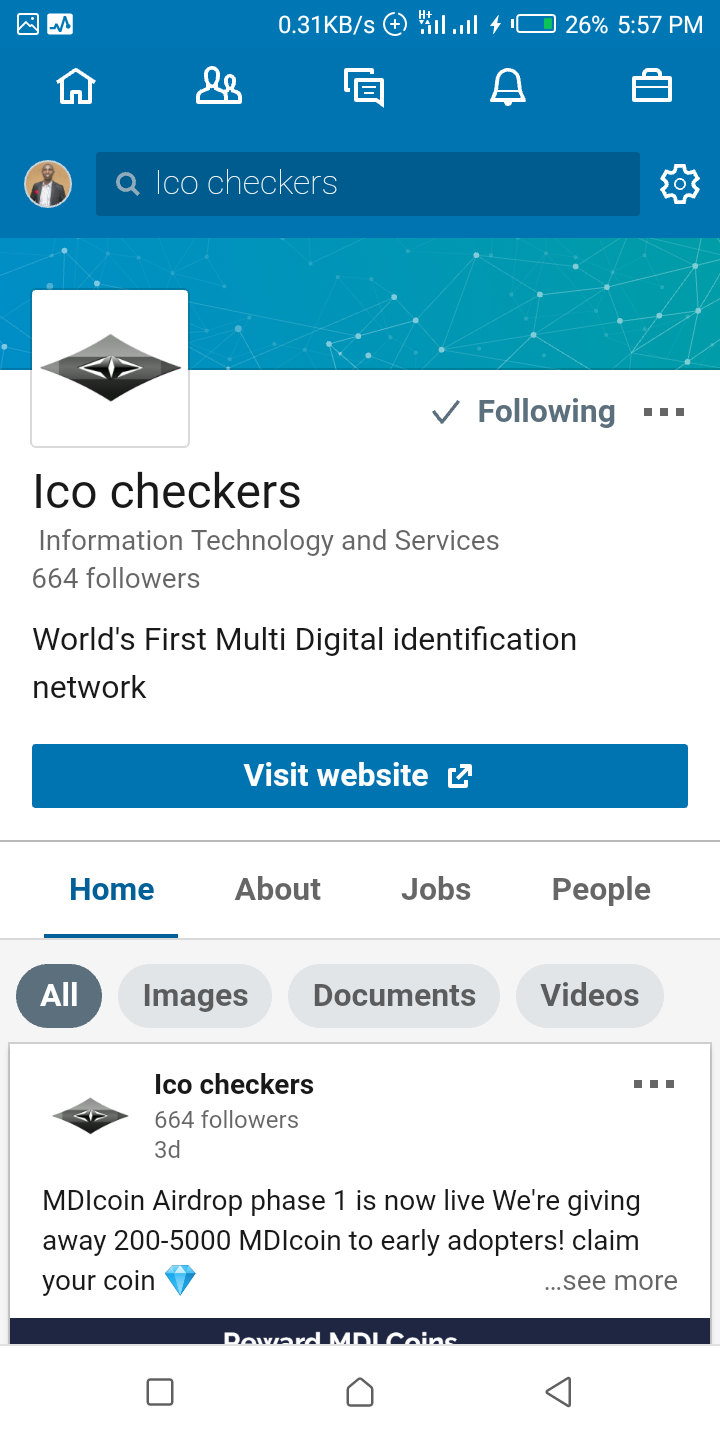 0.31KB/s H+ 26% 5:57 PM
Ico checkers
Following
Ico checkers
Information Technology and Services
664 followers
World's First Multi Digital identification
network
Visit website
Home About Jobs People
All Images Documents Videos
Ico checkers
664 followers
3d
MDIcoin Airdrop phase 1 is now live We're giving
away 200-5000 MDIcoin to early adopters! claim
your coin 💎 ...see more
Reward MDI Coins